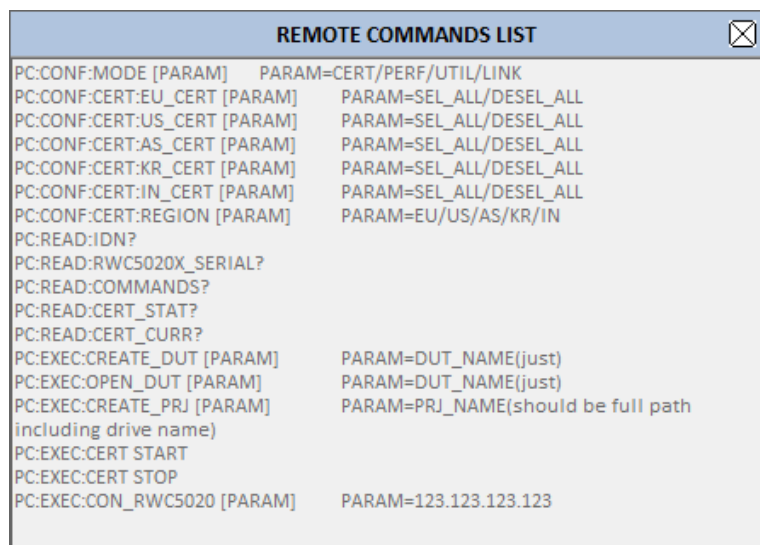 REMOTE COMMANDS LIST
PC:CONF:MODE [PARAM] PARAM=CERT/PERF/UTIL/LINK
PC:CONF:CERT:EU_CERT [PARAM] PARAM=SEL_ALL/DESEL_ALL
PC:CONF:CERT:US_CERT [PARAM] PARAM=SEL_ALL/DESEL_ALL
PC:CONF:CERT:AS_CERT [PARAM] PARAM=SEL_ALL/DESEL_ALL
PC:CONF:CERT:KR_CERT [PARAM] PARAM=SEL_ALL/DESEL_ALL
PC:CONF:CERT:IN_CERT [PARAM] PARAM=SEL_ALL/DESEL_ALL
PC:CONF:CERT:REGION [PARAM] PARAM=EU/US/AS/KR/IN
PC:READ:IDN?
PC:READ:RWC5020X_SERIAL?
PC:READ:COMMANDS?
PC:READ:CERT_STAT?
PC:READ:CERT_CURR?
PC:EXEC:CREATE_DUT [PARAM] PARAM=DUT_NAME(just)
PC:EXEC:OPEN_DUT [PARAM] PARAM=DUT_NAME(just)
PC:EXEC:CREATE_PRJ [PARAM] PARAM=PRJ_NAME(should be full path
including drive name)
PC:EXEC:CERT START
PC:EXEC:CERT STOP
PC:EXEC:CON_RWC5020 [PARAM] PARAM=123.123.123.123